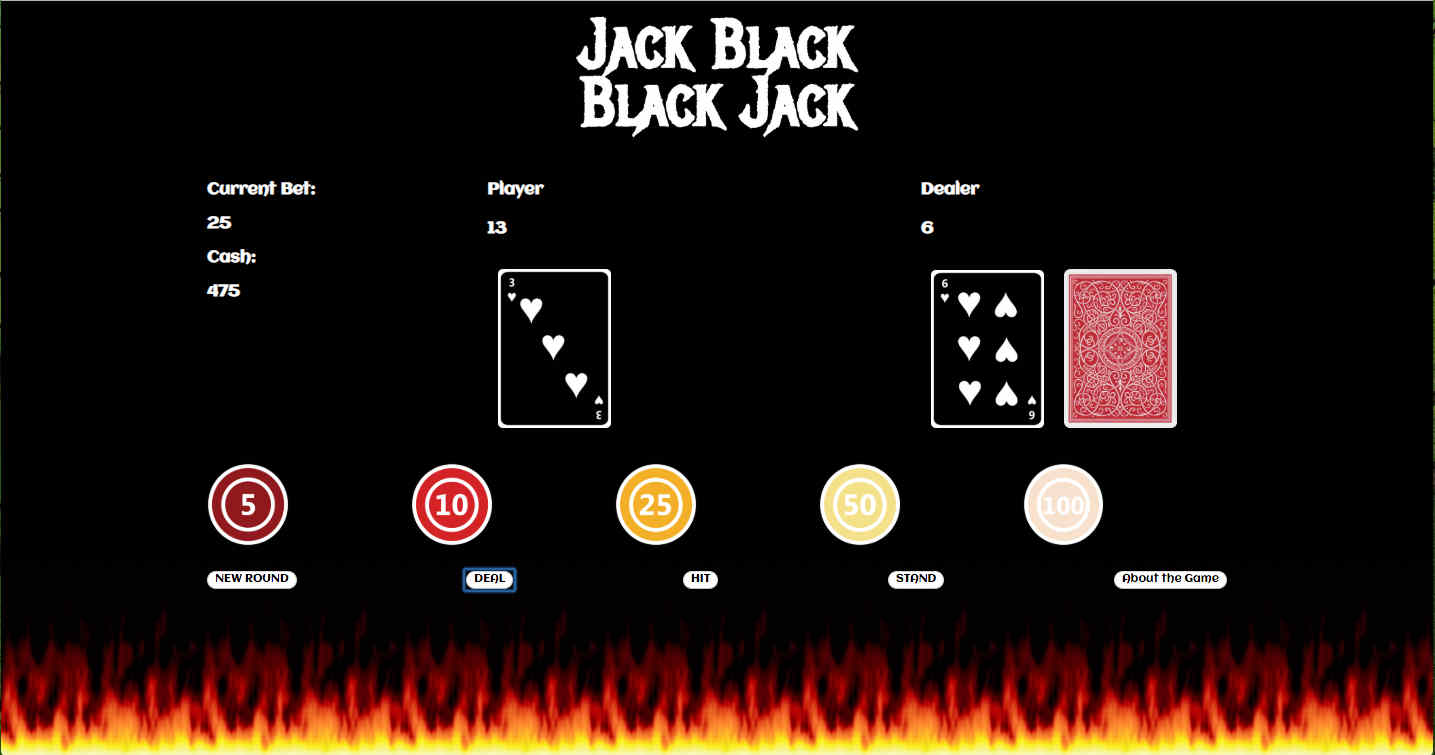 Jack Black
Black Jack
Current Bet:
25
Cash:
475
Player
13
Dealer
6
3
3
6
6
5
10
25
50
100
NEW ROUND
DEAL
HIT
STAND
About the Game